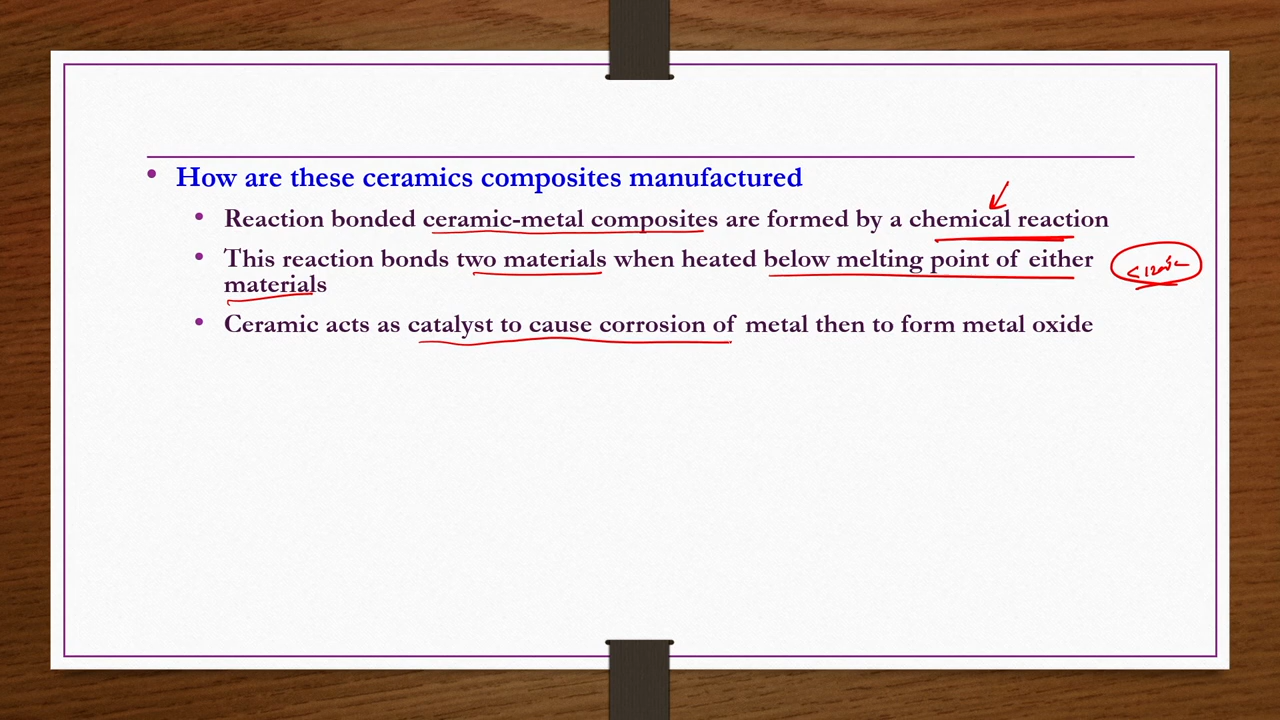 How are these ceramics composites manufactured
Reaction bonded ceramic-metal composites are formed by a chemical reaction
This reaction bonds two materials when heated below melting point of either
materials
Ceramic acts as catalyst to cause corrosion of metal then to form metal oxide